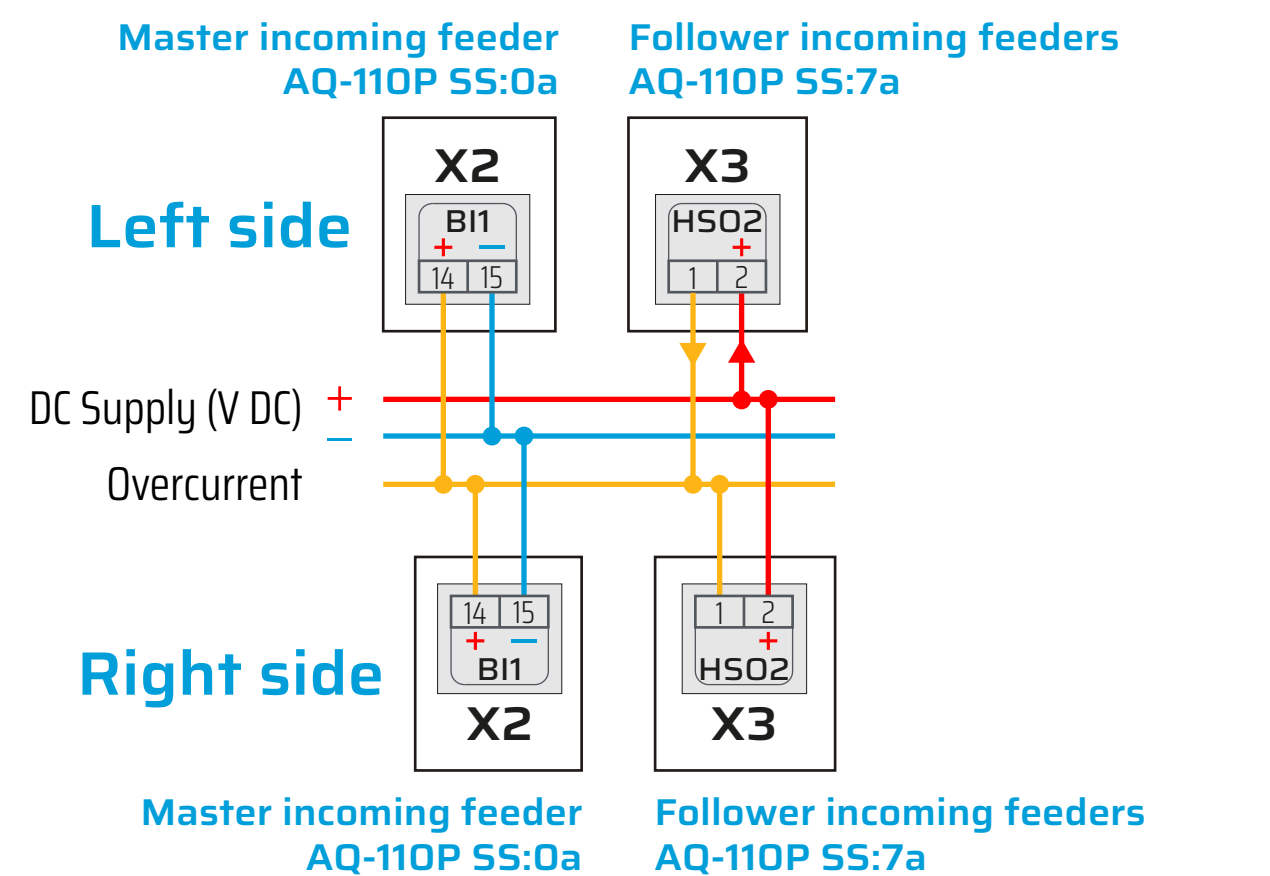 Master incoming feeder
AQ-110P SS:0a
Follower incoming feeders
AQ-110P SS:7a
X2
BI1
+ −
14 15
X3
HSO2
+
1 2
Left side
DC Supply (V DC) +
−
Overcurrent
Right side
14 15
+ −
BI1
X2
1 2
+
HSO2
X3
Master incoming feeder
AQ-110P SS:0a
Follower incoming feeders
AQ-110P SS:7a